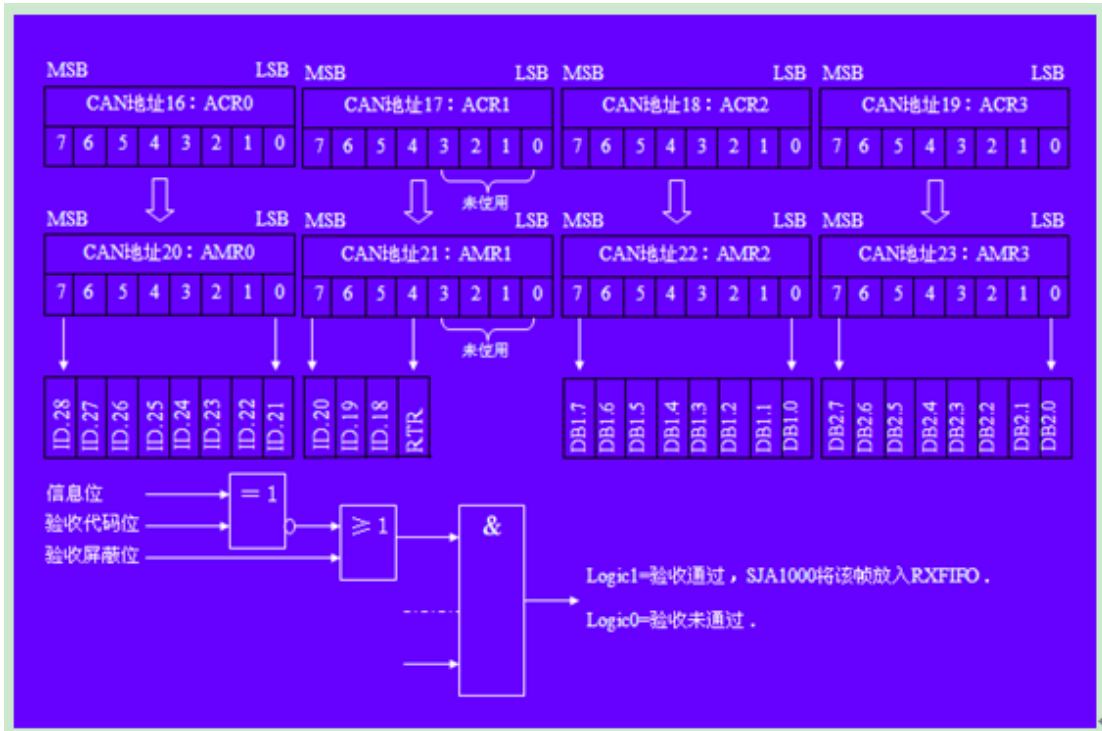 MSB LSB MSB LSB MSB LSB MSB LSB
CAN地址16：ACR0 CAN地址17：ACR1 CAN地址18：ACR2 CAN地址19：ACR3
7 6 5 4 3 2 1 0 7 6 5 4 3 2 1 0 7 6 5 4 3 2 1 0 7 6 5 4 3 2 1 0
未使用
MSB LSB MSB LSB MSB LSB MSB LSB
CAN地址20：AMR0 CAN地址21：AMR1 CAN地址22：AMR2 CAN地址23：AMR3
7 6 5 4 3 2 1 0 7 6 5 4 3 2 1 0 7 6 5 4 3 2 1 0 7 6 5 4 3 2 1 0
未使用
ID.28 ID.27 ID.26 ID.25 ID.24 ID.23 ID.22 ID.21 ID.20 ID.19 ID.18 RTR DB1.7 DB1.6 DB1.5 DB1.4 DB1.3 DB1.2 DB1.1 DB1.0 DB2.7 DB2.6 DB2.5 DB2.4 DB2.3 DB2.2 DB2.1 DB2.0
信息位 =1
验收代码位 ≥1 &
验收屏蔽位
Logic1=验收通过，SJA1000将该帧放入RXFIFO．
Logic0=验收未通过．